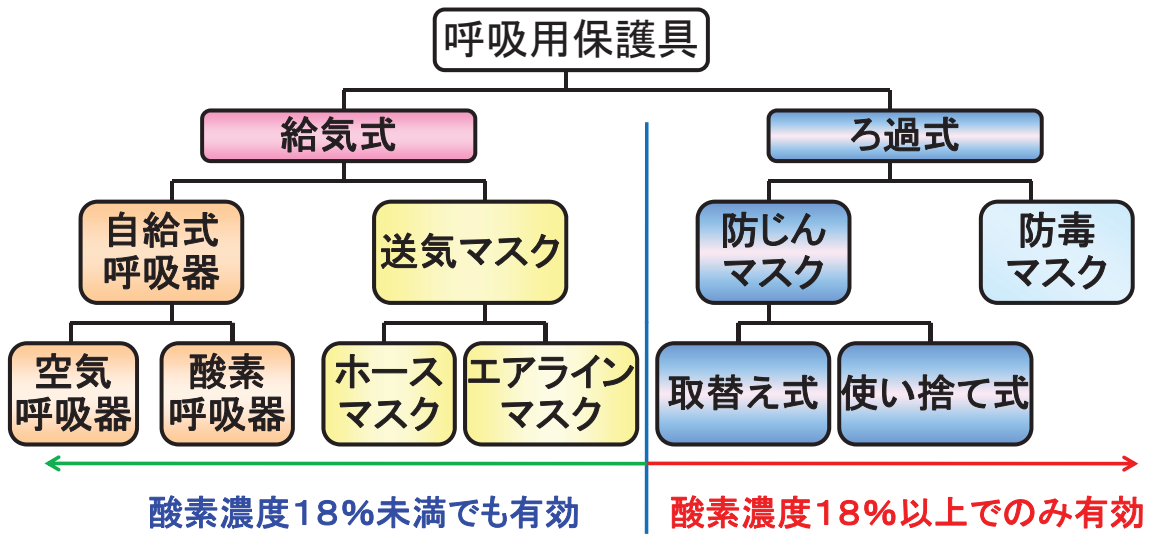 呼吸用保護具
給気式
ろ過式
自給式
呼吸器
送気マスク
防じん
マスク
防毒
マスク
空気
呼吸器
酸素
呼吸器
ホース
マスク
エアライン
マスク
取替え式
使い捨て式
酸素濃度18%未満でも有効
酸素濃度18%以上でのみ有効